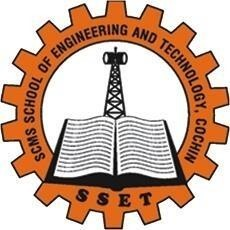 SCMS SCHOOL OF ENGINEERING AND TECHNOLOGY, COCHIN
SSET